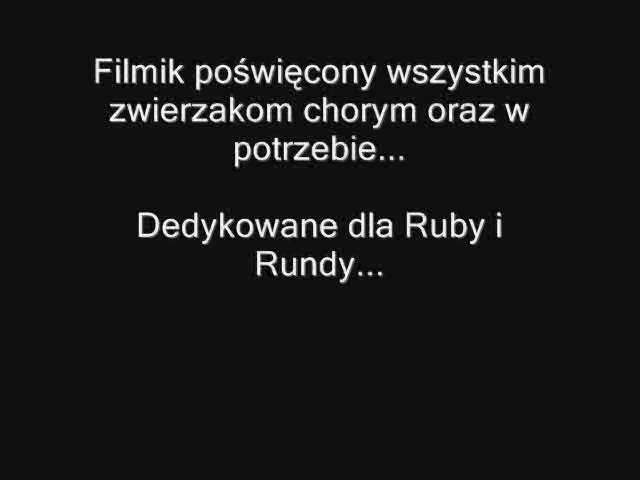 Filmik poświęcony wszystkim
zwierzakom chorym oraz w
potrzebie...
Dedykowane dla Ruby i
Rundy...